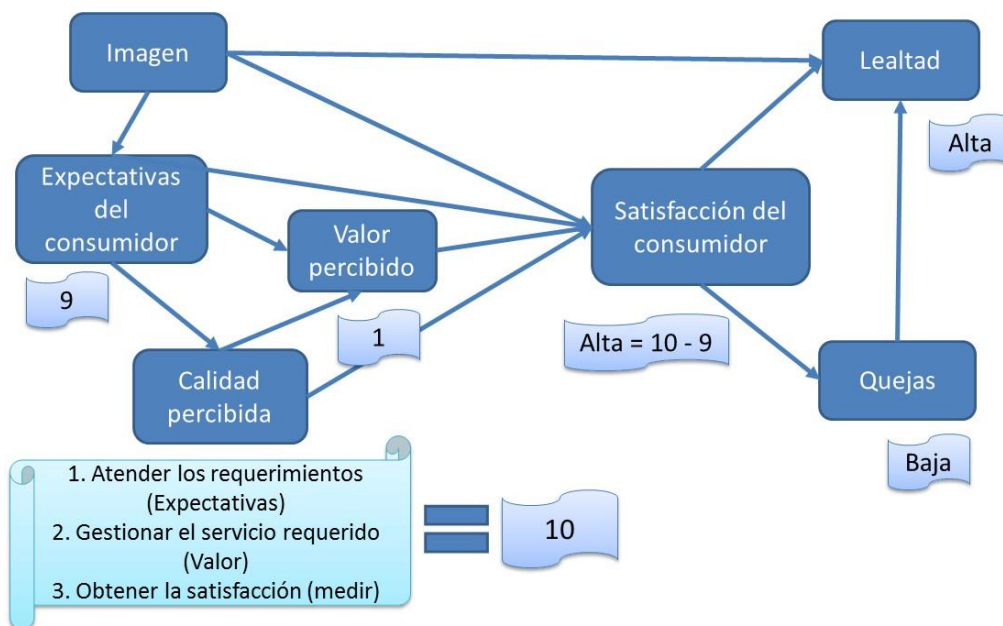 Imagen
Lealtad
Alta
Expectativas
del
consumidor
9
Valor
percibido
1
Satisfacción del
consumidor
Alta = 10 - 9
Calidad
percibida
Quejas
Baja
1. Atender los requerimientos
(Expectativas)
2. Gestionar el servicio requerido
(Valor)
3. Obtener la satisfacción (medir)
10